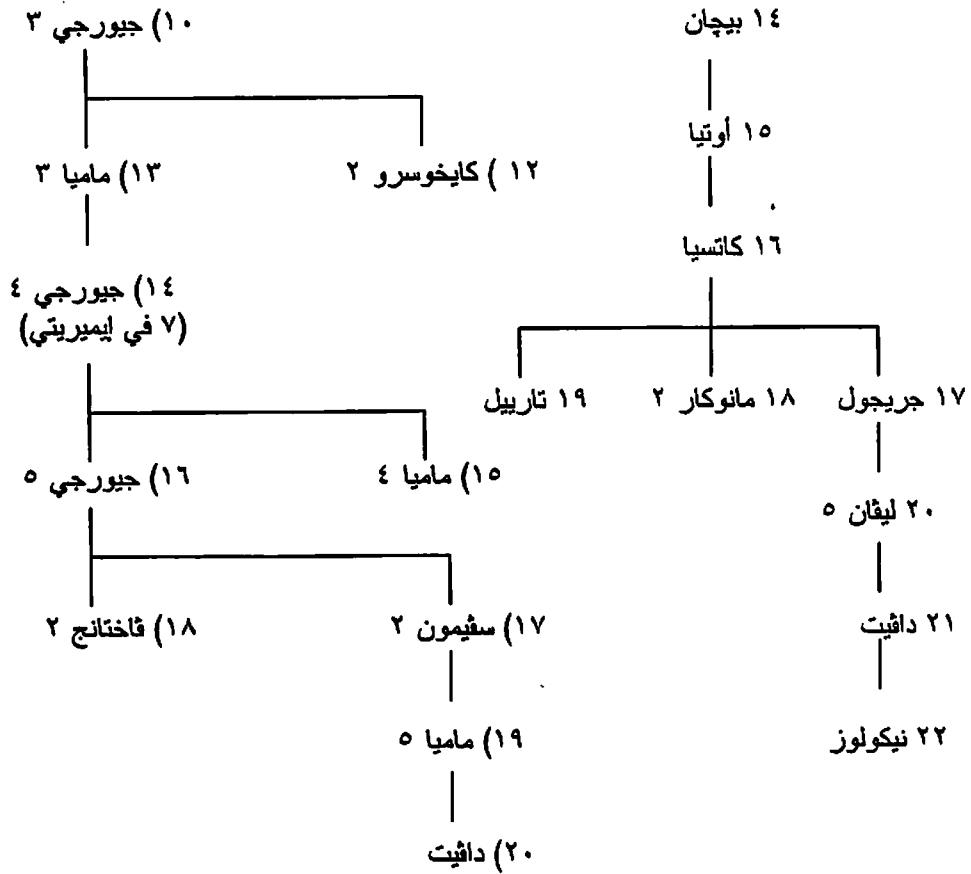 ١٤ بيچان
١٥ أوتيا
١٦ كاتسيا
١٧ جريجول
١٨ مانوكار ٢
١٩ تارييل
٢٠ ليڤان ٥
٢١ داڤيت
٢٢ نيكولوز
١٠) جيورجي ٣
١٢ ) كايخوسرو ٢
١٣) ماميا ٣
١٤) جيورجي ٤
(٧ في إيميريتي)
١٥) ماميا ٤
١٦) جيورجي ٥
١٧) سڤيمون ٢
١٨) ڤاختانج ٢
١٩) ماميا ٥
٢٠) داڤيت